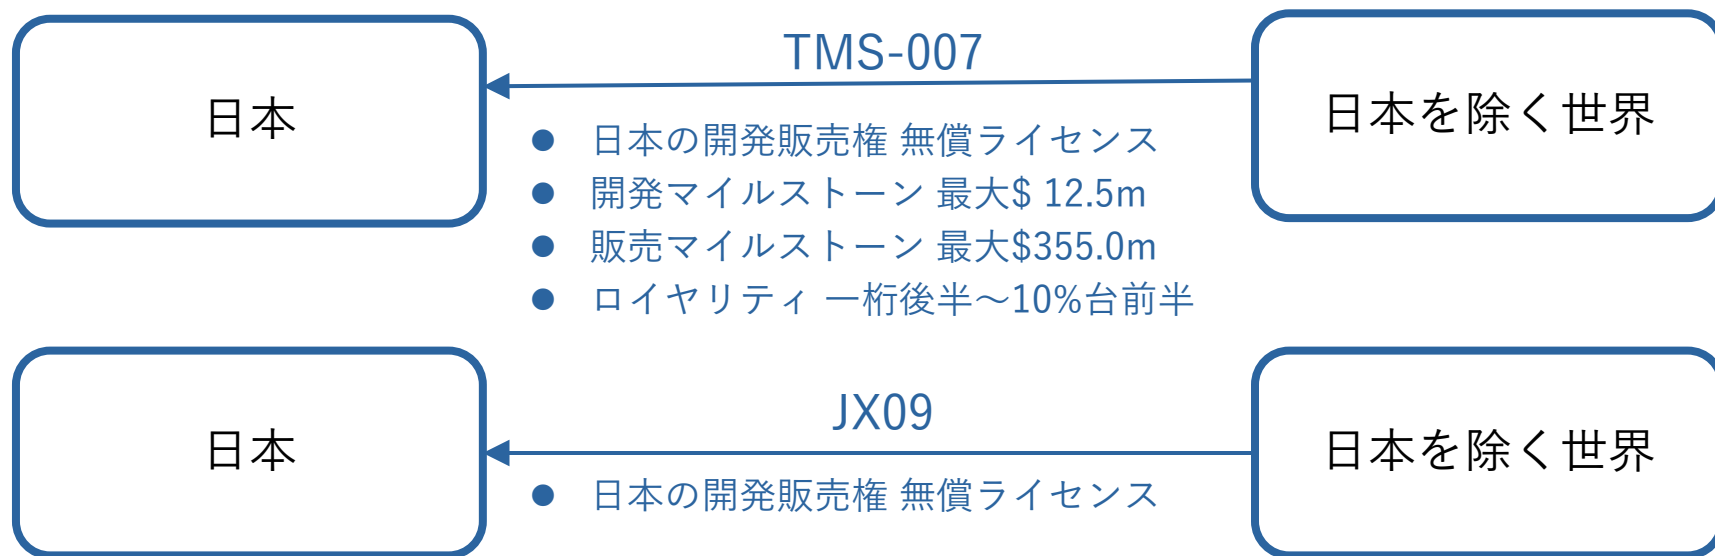 TMS-007
日本
日本を除く世界
● 日本の開発販売権 無償ライセンス
● 開発マイルストーン 最大$ 12.5m
● 販売マイルストーン 最大$355.0m
● ロイヤリティ 一桁後半～10%台前半
JX09
日本
日本を除く世界
● 日本の開発販売権 無償ライセンス